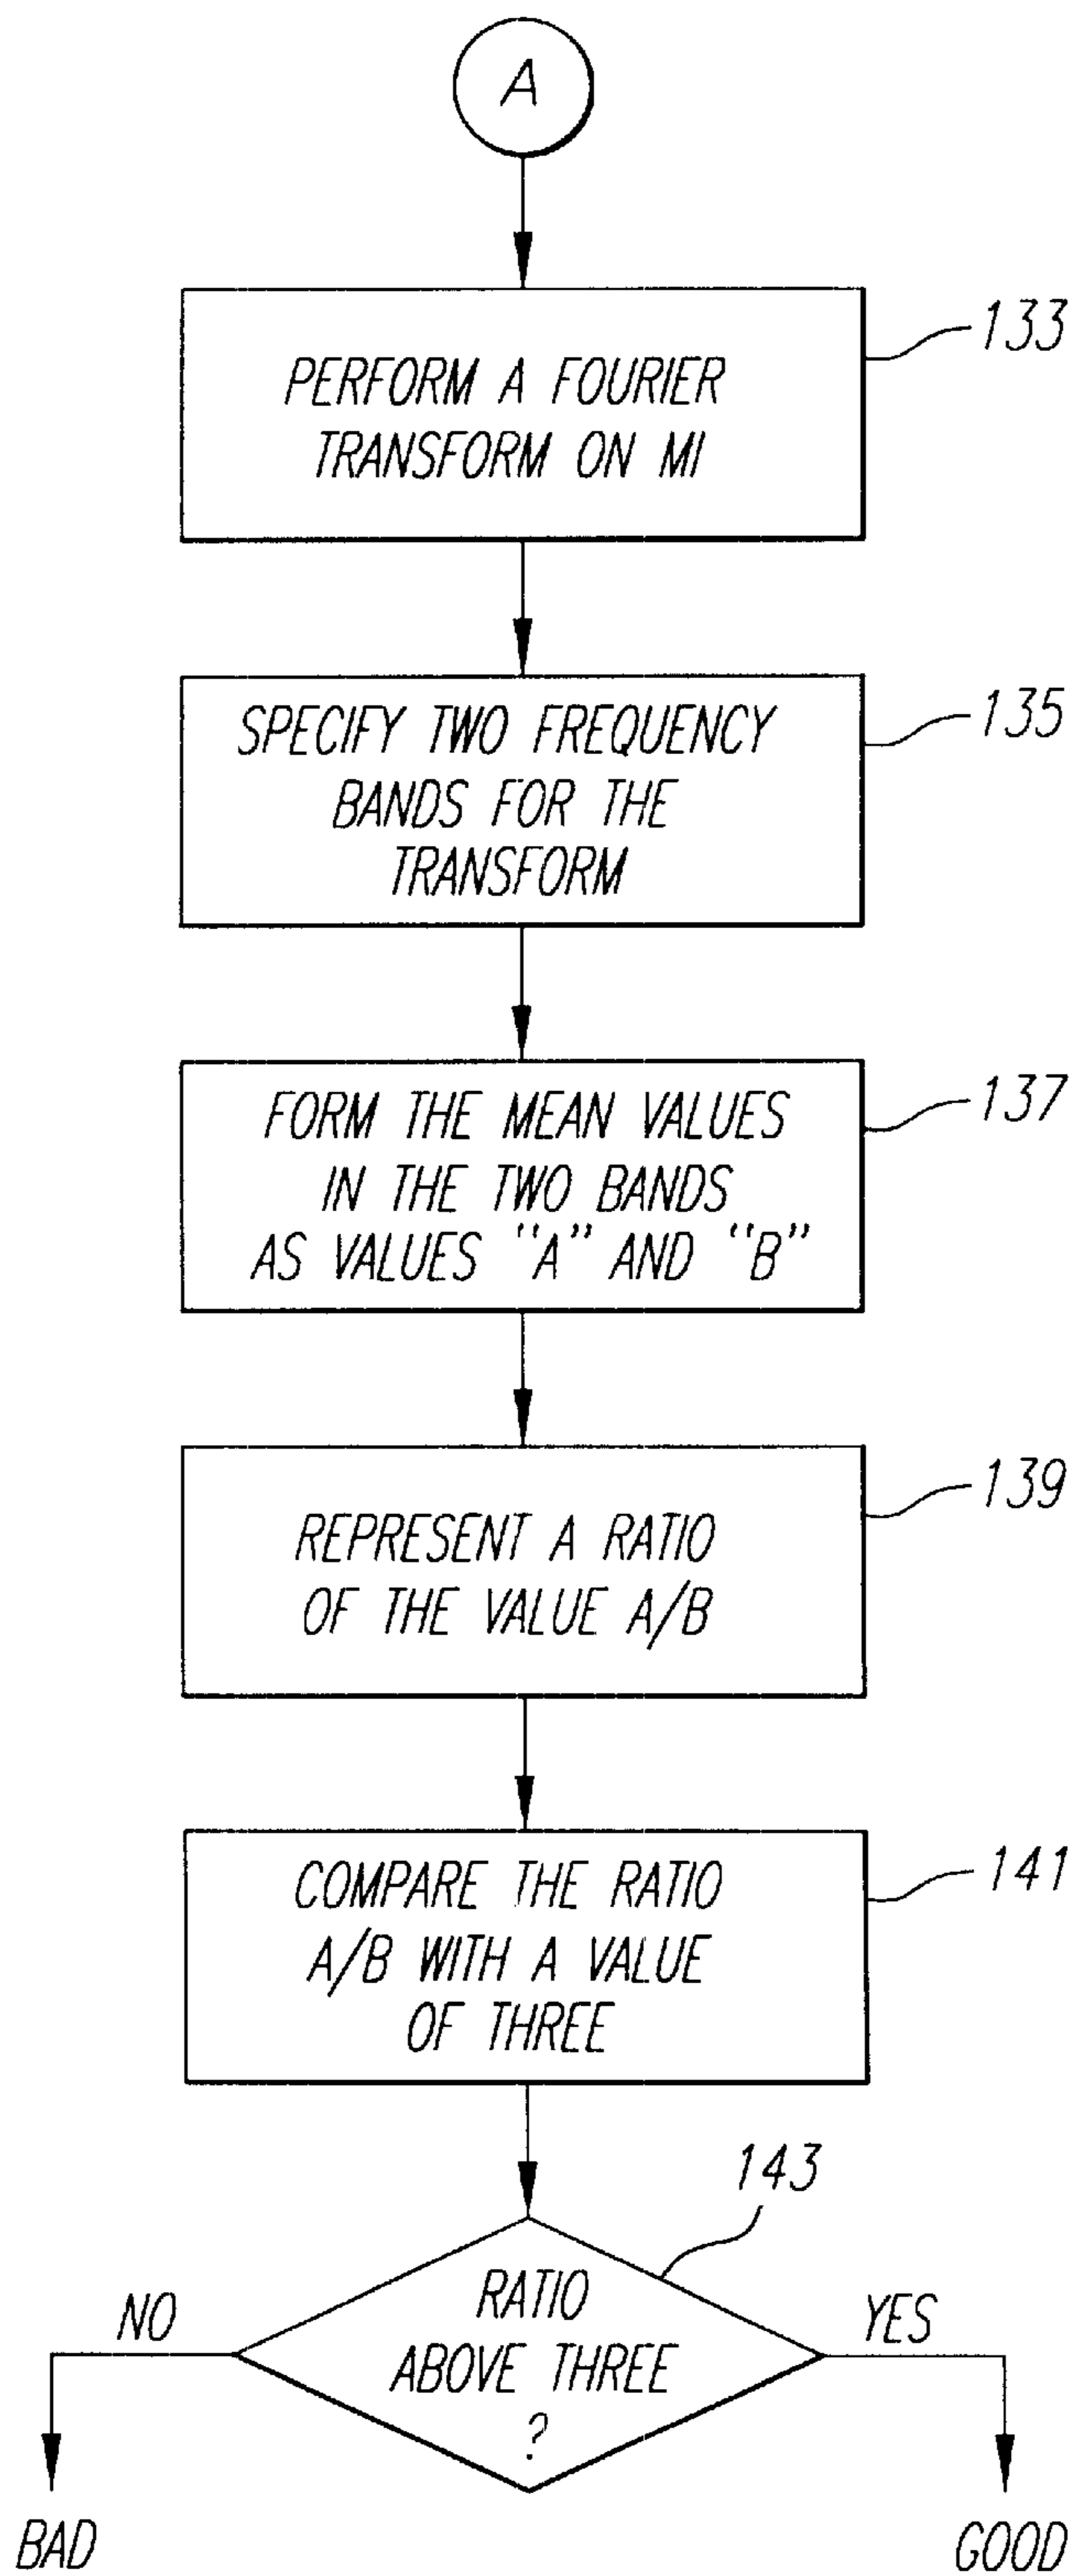 A
PERFORM A FOURIER
TRANSFORM ON MI
133
SPECIFY TWO FREQUENCY
BANDS FOR THE
TRANSFORM
135
FORM THE MEAN VALUES
IN THE TWO BANDS
AS VALUES "A" AND "B"
137
REPRESENT A RATIO
OF THE VALUE A/B
139
COMPARE THE RATIO
A/B WITH A VALUE
OF THREE
141
143
RATIO
ABOVE THREE
?
NO
YES
BAD
GOOD